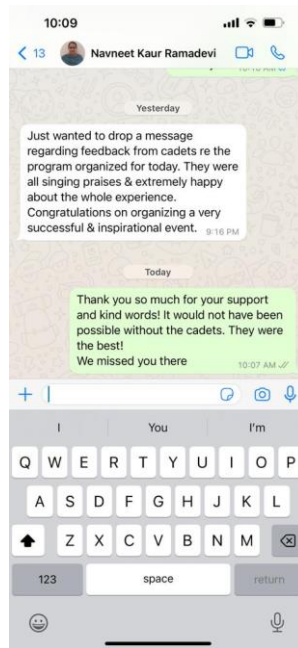 10:09
13 Navneet Kaur Ramadevi
Yesterday
Just wanted to drop a message
regarding feedback from cadets re the
program organized for today. They were
all singing praises & extremely happy
about the whole experience.
Congratulations on organizing a very
successful & inspirational event. 9:16 PM
Today
Thank you so much for your support
and kind words! It would not have been
possible without the cadets. They were
the best!
We missed you there 10:07 AM
I You I'm
Q W E R T Y U I O P
A S D F G H J K L
Z X C V B N M
123 space return